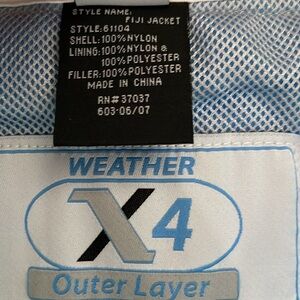 STYLE NAME:
FIJI JACKET
STYLE:61104
SHELL:100%NYLON
LINING:100%NYLON &
100%POLYESTER
FILLER:100%POLYESTER
MADE IN CHINA
RN#37037
603-06/07
WEATHER
X4
Outer Layer